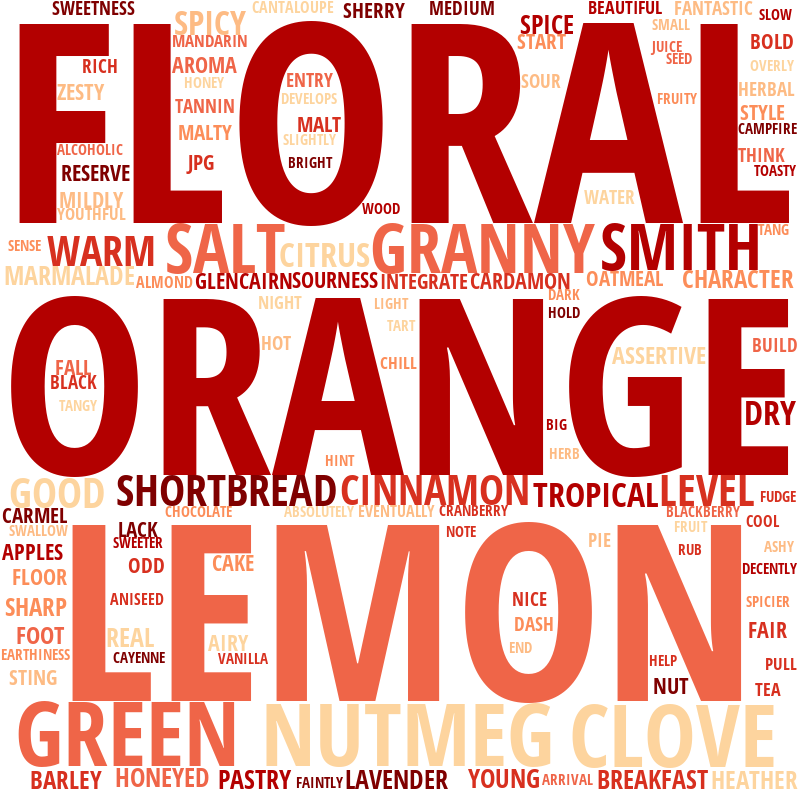 SWEETNESS
CANTALOUPE
SHERRY
MEDIUM
BEAUTIFUL
FANTASTIC
SLOW
SPICY
SPICE
SMALL
START
MANDARIN
JUICE
BOLD
SEED
RICH
AROMA
OVERLY
ENTRY
HONEY
SOUR
HERBAL
ZESTY
DEVELOPS
FRUITY
TANNIN
STYLE
FLORAL
MALT
MALTY
CAMPFIRE
SLIGHTLY
ALCOHOLIC
THINK
JPG
BRIGHT
TOASTY
RESERVE
MILDLY
WATER
YOUTHFUL
WOOD
TANG
SENSE
WARM
SALT
CITRUS
GRANNY
SMITH
MARMALADE
ALMOND
GLENCAIRN
SOURNESS
INTEGRATE
CARDAMON
OATMEAL
CHARACTER
DARK
NIGHT
LIGHT
HOLD
TART
HOT
BUILD
ASSERTIVE
CHILL
FALL
BLACK
ORANGE
TANGY
DRY
BIG
HERB
HINT
GOOD
SHORTBREAD
CINNAMON
TROPICAL
LEVEL
FUDGE
CARMEL
CHOCOLATE
ABSOLUTELY
EVENTUALLY
CRANBERRY
BLACKBERRY
COOL
SWALLOW
LACK
NOTE
FRUIT
SWEETER
PIE
APPLES
RUB
ASHY
ODD
CAKE
DECENTLY
FLOOR
LEMON
SHARP
ANISEED
NICE
SPICIER
DASH
FOOT
REAL
AIRY
FAIR
END
EARTHINESS
CAYENNE
VANILLA
HELP
PULL
STING
NUT
TEA
GREEN
NUTMEG
CLOVE
BARLEY
HONEYED
PASTRY
FAINTLY
LAVENDER
YOUNG
ARRIVAL
BREAKFAST
HEATHER